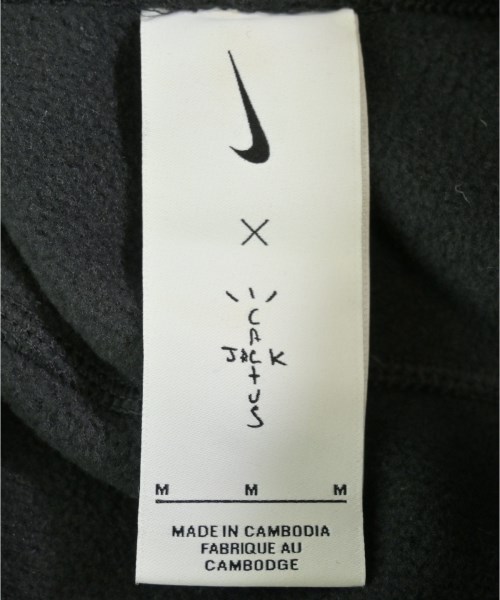 X
CACTUS
JACK
M M M
MADE IN CAMBODIA
FABRIQUE AU
CAMBODGE